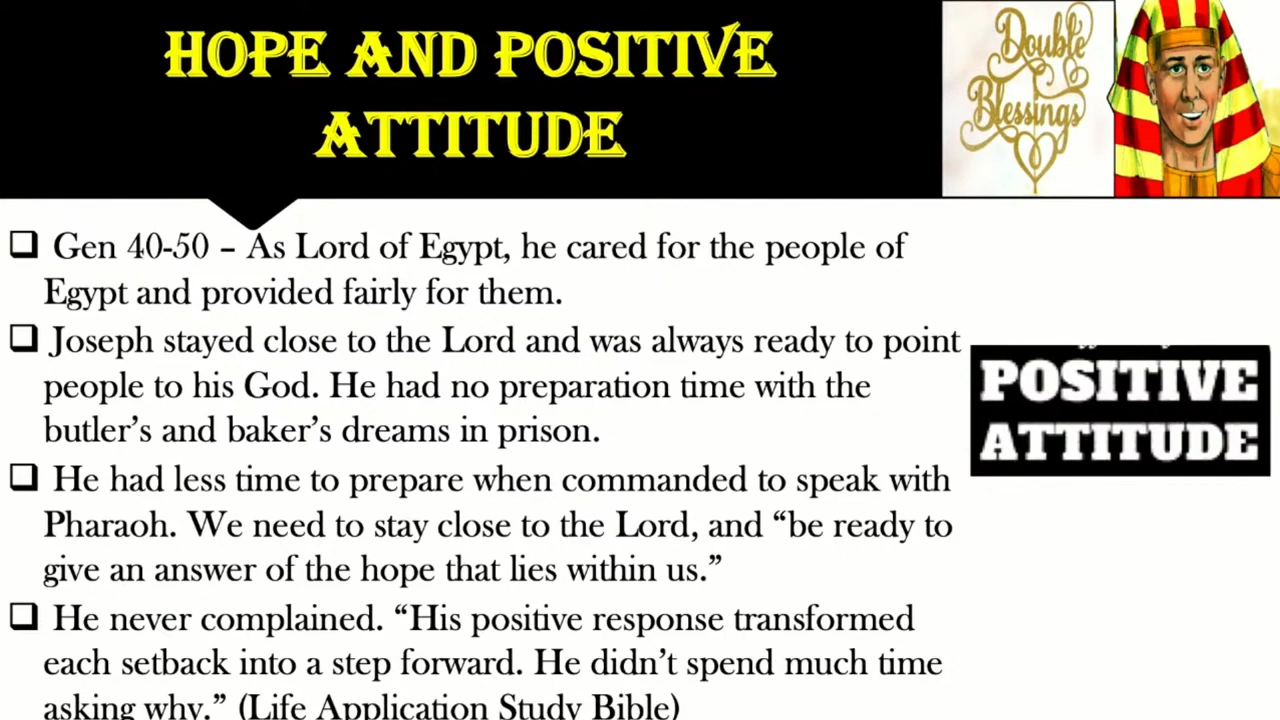 HOPE AND POSITIVE
ATTITUDE
Double
Blessings
❑ Gen 40-50 – As Lord of Egypt, he cared for the people of
Egypt and provided fairly for them.
❑ Joseph stayed close to the Lord and was always ready to point
people to his God. He had no preparation time with the
butler’s and baker’s dreams in prison.
❑ He had less time to prepare when commanded to speak with
Pharaoh. We need to stay close to the Lord, and “be ready to
give an answer of the hope that lies within us.”
❑ He never complained. “His positive response transformed
each setback into a step forward. He didn’t spend much time
asking why.” (Life Application Study Bible)
POSITIVE
ATTITUDE